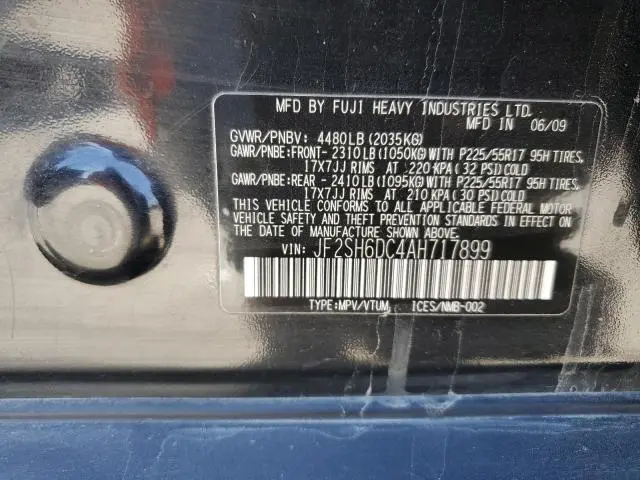 MFD BY FUJI HEAVY INDUSTRIES LTD.
MFD IN 06/09
GVWR/PNBV: 4480LB (2035KG)
GAWR/PNBE:FRONT-2310LB (1050KG) WITH P225/55R17 95H TIRES,
17X7JJ RIMS AT 220 KPA (32 PSI) COLD
GAWR/PNBE:REAR -2410LB (1095KG) WITH P225/55R17 95H TIRES,
17X7JJ RIMS AT 210 KPA (30 PSI) COLD
THIS VEHICLE CONFORMS TO ALL APPLICABLE FEDERAL MOTOR
VEHICLE SAFETY AND THEFT PREVENTION STANDARDS IN EFFECT ON
THE DATE OF MANUFACTURE SHOWN ABOVE.
VIN: JF2SH6DC4AH717899
TYPE:MPV/VTUM, ICES/NMB-002